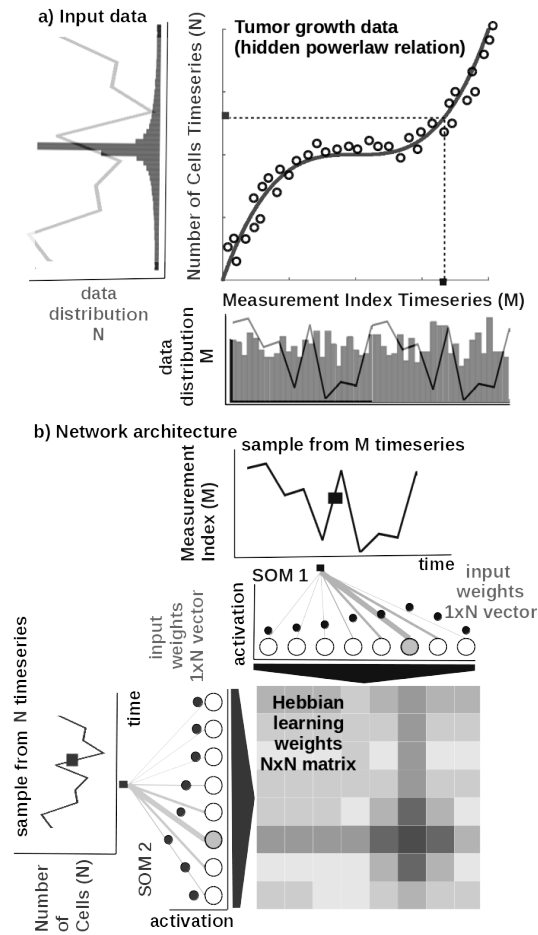 a) Input data
Tumor growth data
(hidden powerlaw relation)
Number of Cells Timeseries (N)
data
distribution
N
Measurement Index Timeseries (M)
data
distribution
M
b) Network architecture
sample from M timeseries
Measurement
Index (M)
time
SOM 1
input
weights
1xN vector
activation
input
weights
1xN vector
sample from N timeseries
time
Hebbian
learning
weights
NxN matrix
SOM 2
Number
of
Cells (N)
activation